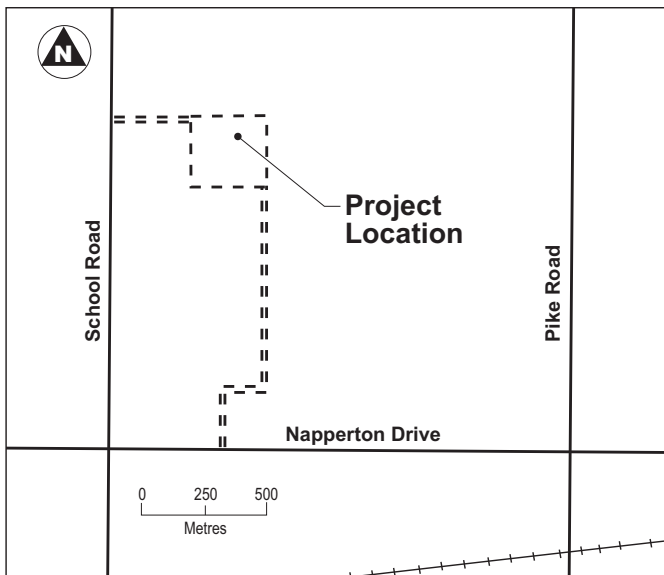 N
Project
Location
School Road
Pike Road
Napperton Drive
0 250 500
Metres